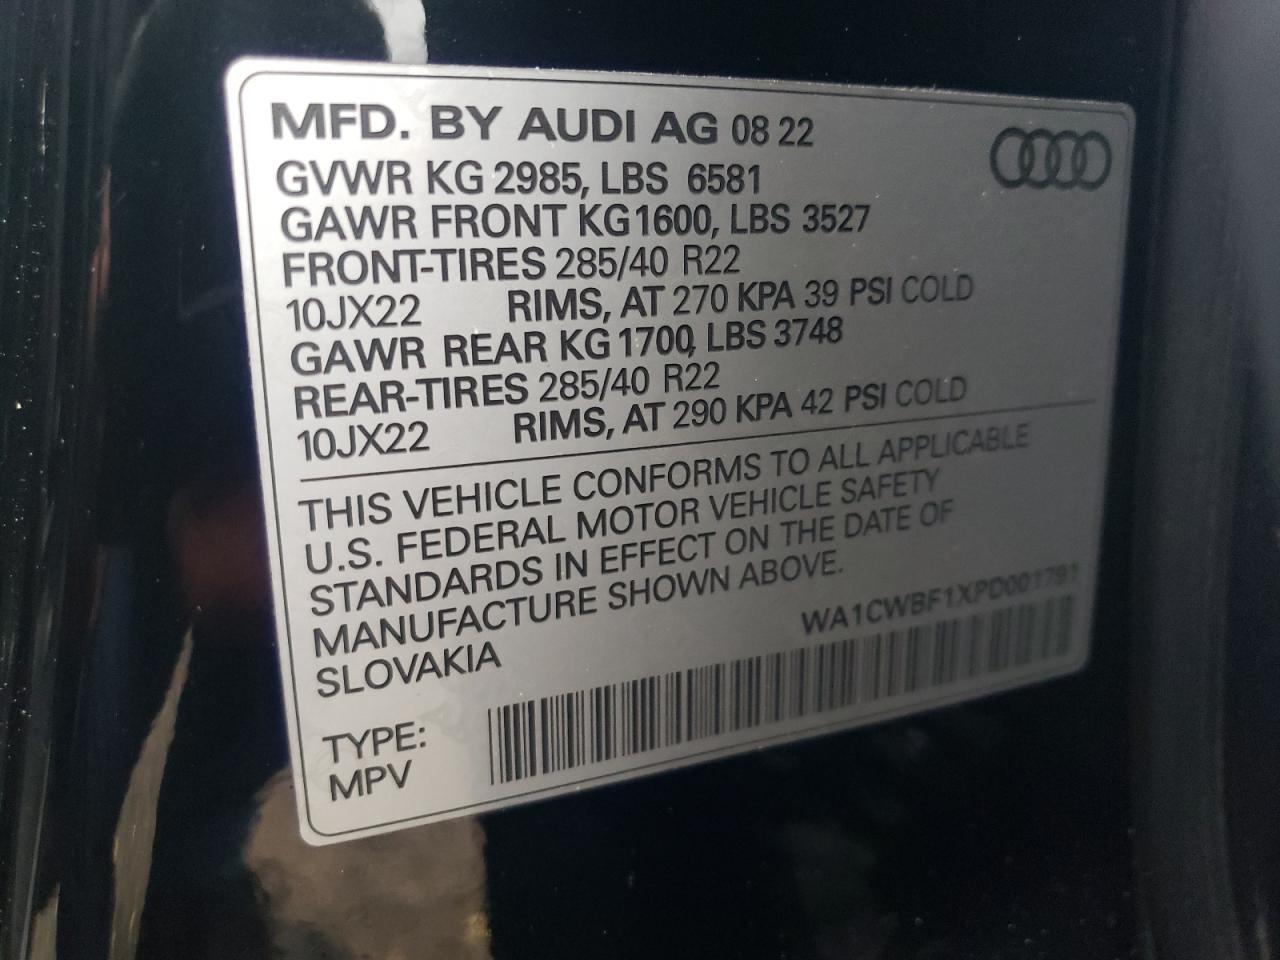 MFD. BY AUDI AG 08 22
GVWR KG 2985, LBS 6581
GAWR FRONT KG 1600, LBS 3527
FRONT-TIRES 285/40 R22
10JX22 RIMS, AT 270 KPA 39 PSI COLD
GAWR REAR KG 1700, LBS 3748
REAR-TIRES 285/40 R22
10JX22 RIMS, AT 290 KPA 42 PSI COLD
THIS VEHICLE CONFORMS TO ALL APPLICABLE
U.S. FEDERAL MOTOR VEHICLE SAFETY
STANDARDS IN EFFECT ON THE DATE OF
MANUFACTURE SHOWN ABOVE.
SLOVAKIA
WA1CWBF1XPD001791
TYPE:
MPV